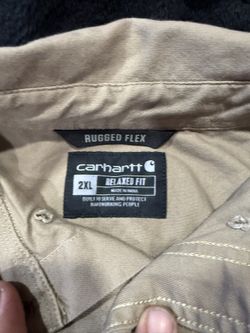 RUGGED FLEX
carhartt
2XL RELAXED FIT
MADE IN INDIA
BUILT TO SERVE AND PROTECT
HARDWORKING PEOPLE